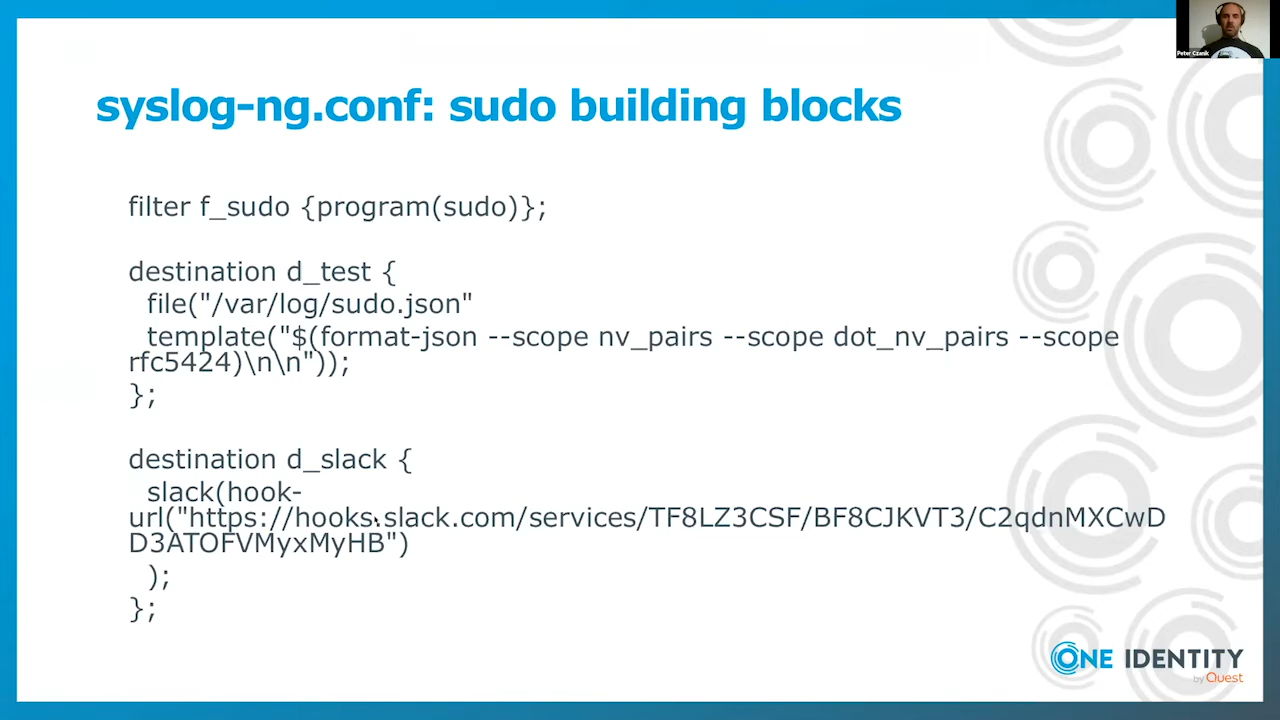 Peter Czanik
syslog-ng.conf: sudo building blocks
filter f_sudo {program(sudo)};
destination d_test {
file("/var/log/sudo.json"
template("$(format-json --scope nv_pairs --scope dot_nv_pairs --scope
rfc5424)\n\n"));
};
destination d_slack {
slack(hook-
url("https://hooks.slack.com/services/TF8LZ3CSF/BF8CJKVT3/C2qdnMXCwD
D3ATOFVMyxMyHB")
);
};
ONE IDENTITY
by Quest